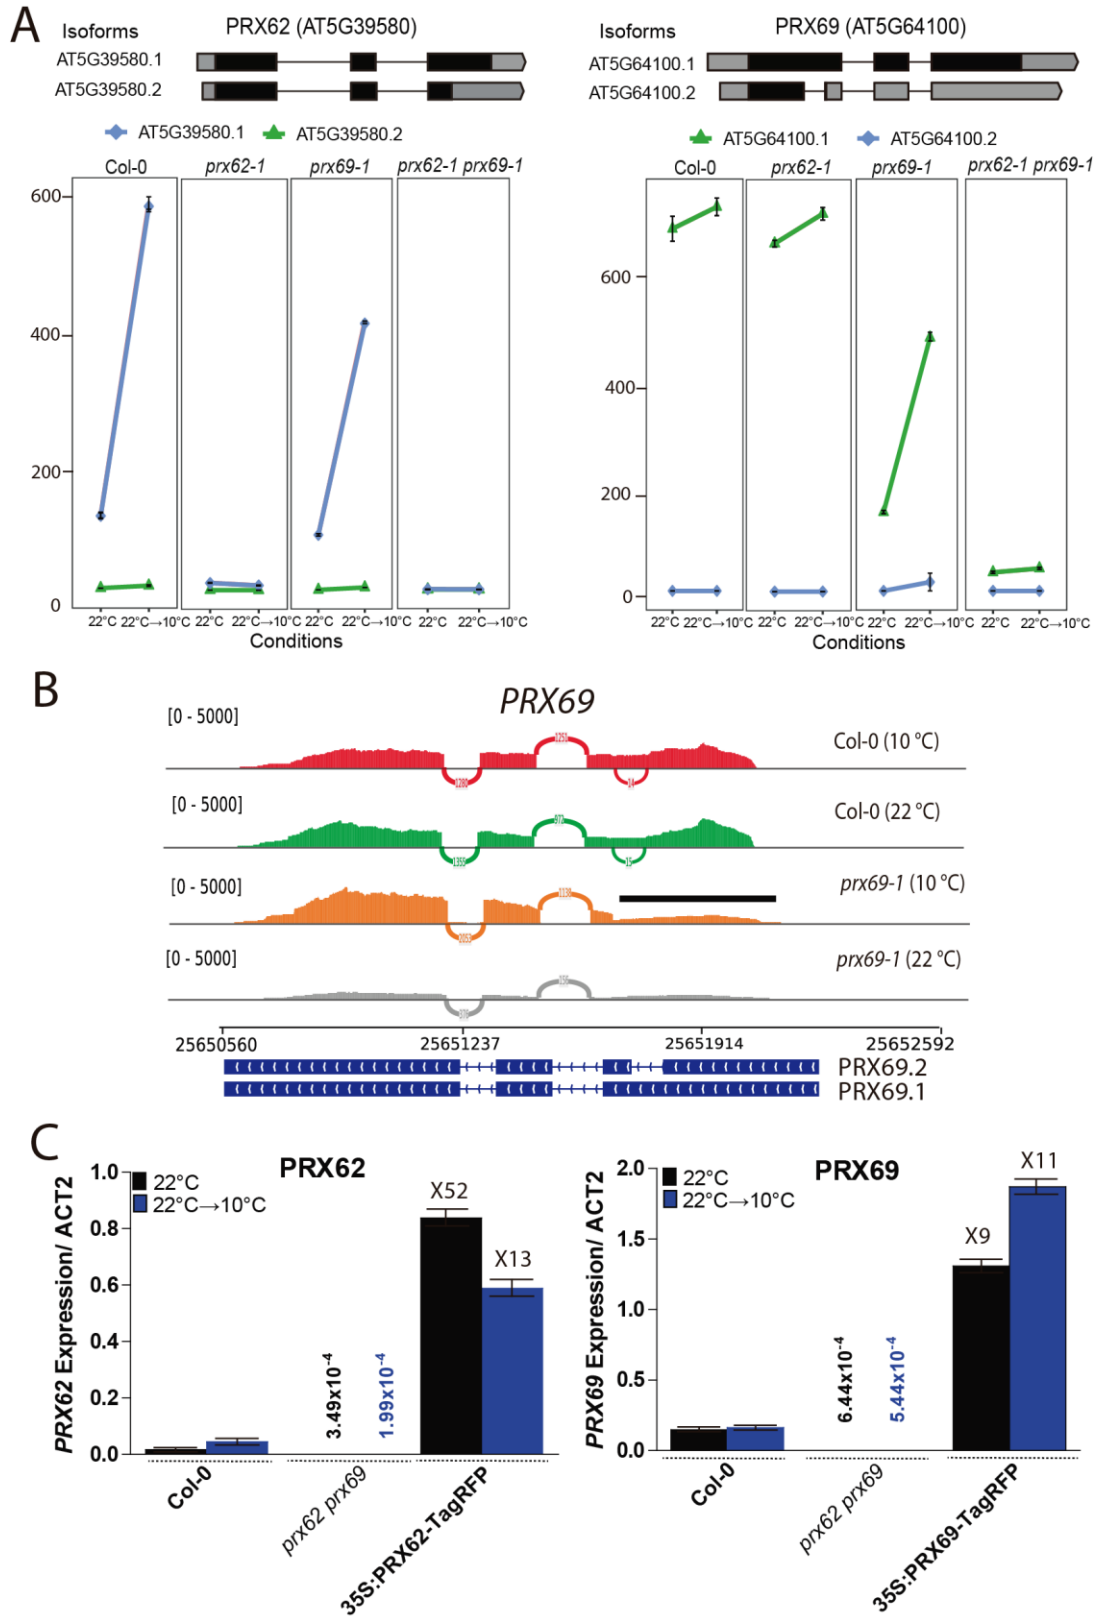 A
Isoforms
PRX62 (AT5G39580)
AT5G39580.1
AT5G39580.2
AT5G39580.1 AT5G39580.2
Col-0 prx62-1 prx69-1 prx62-1 prx69-1
600
400
200
0
22°C 22°C→10°C 22°C 22°C→10°C 22°C 22°C→10°C 22°C 22°C→10°C
Conditions
Isoforms
PRX69 (AT5G64100)
AT5G64100.1
AT5G64100.2
AT5G64100.1 AT5G64100.2
Col-0 prx62-1 prx69-1 prx62-1 prx69-1
600
400
200
0
22°C 22°C→10°C 22°C 22°C→10°C 22°C 22°C→10°C 22°C 22°C→10°C
Conditions
B
PRX69
[0 - 5000]
Col-0 (10 °C)
14
[0 - 5000]
Col-0 (22 °C)
973
15
[0 - 5000]
prx69-1 (10 °C)
[0 - 5000]
prx69-1 (22 °C)
25650560 25651237 25651914 25652592
PRX69.2
PRX69.1
C
PRX62
22°C
22°C→10°C
PRX62 Expression/ ACT2
1.0
0.8
0.6
0.4
0.2
0.0
X52
X13
3.49x10⁻⁴
1.99x10⁻⁴
Col-0
prx62 prx69
35S:PRX62-TagRFP
PRX69
22°C
22°C→10°C
PRX69 Expression/ ACT2
2.0
1.5
1.0
0.5
0.0
X9
X11
6.44x10⁻⁴
5.44x10⁻⁴
Col-0
prx62 prx69
35S:PRX69-TagRFP